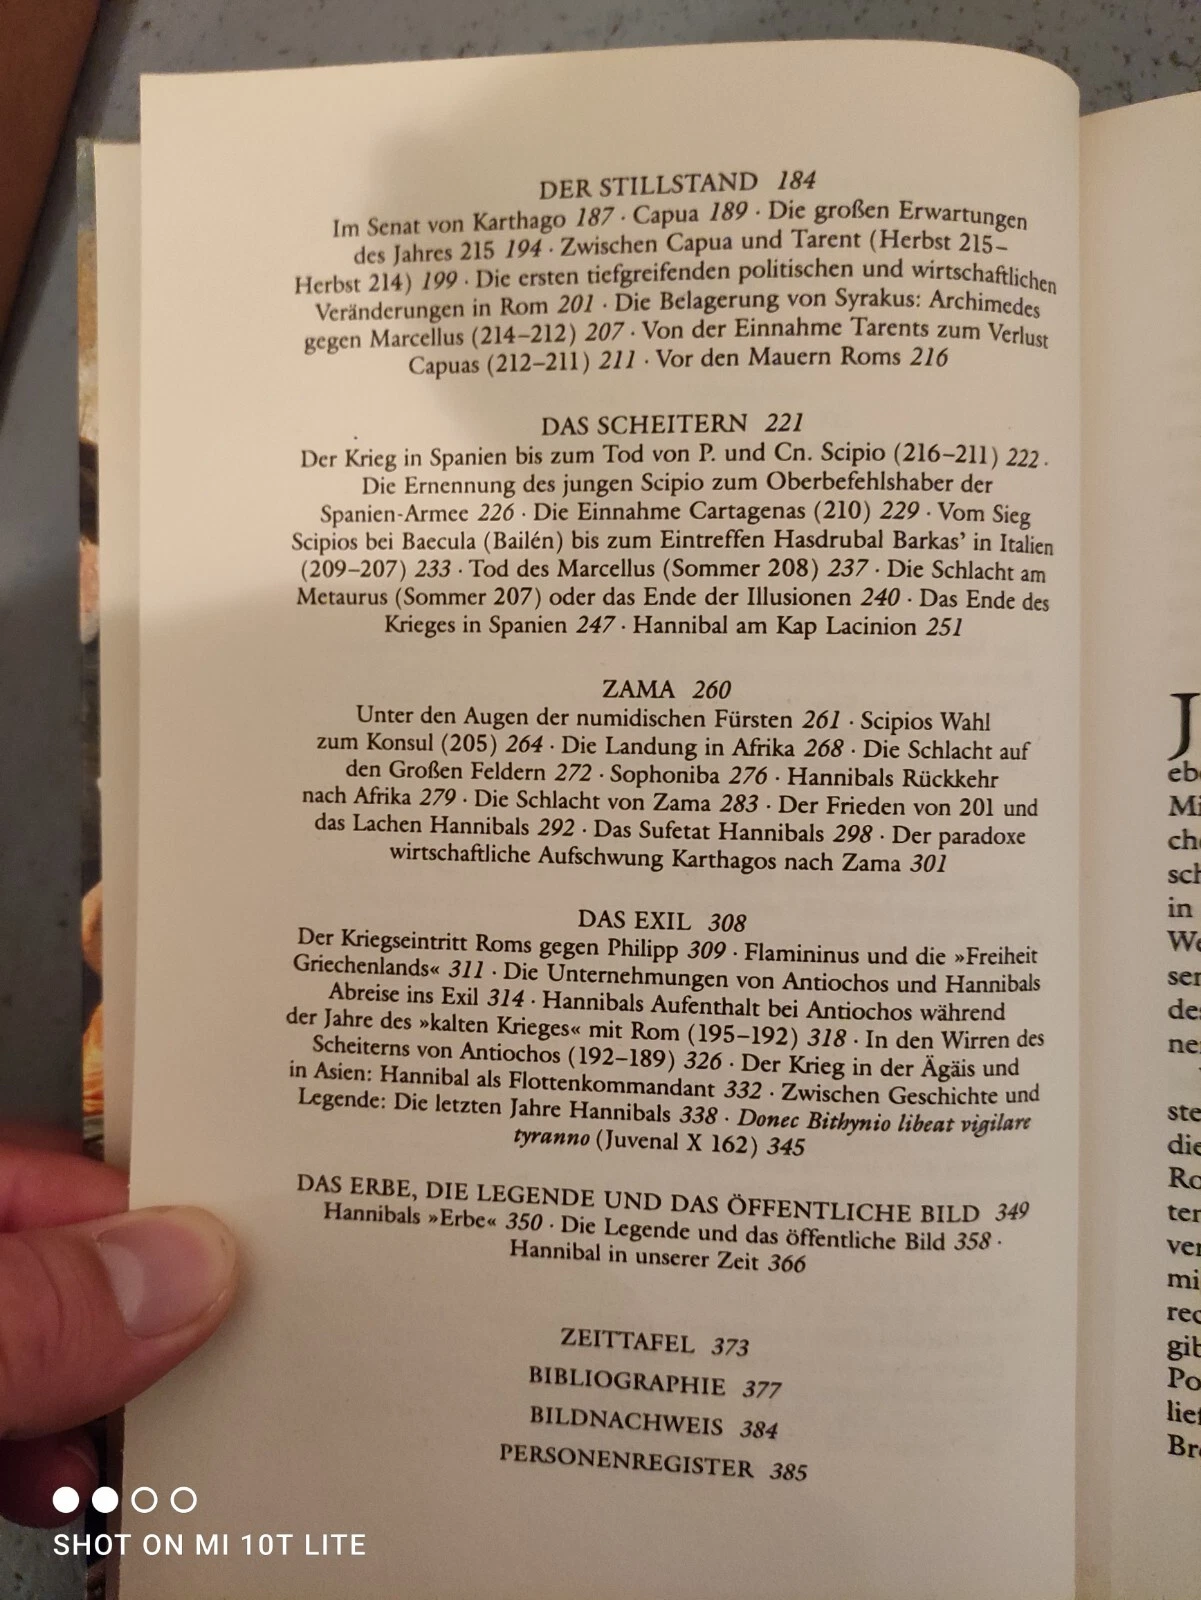 DER STILLSTAND 184
Im Senat von Karthago 187 · Capua 189 · Die großen Erwartungen
des Jahres 215 194 · Zwischen Capua und Tarent (Herbst 215–
Herbst 214) 199 · Die ersten tiefgreifenden politischen und wirtschaftlichen
Veränderungen in Rom 201 · Die Belagerung von Syrakus: Archimedes
gegen Marcellus (214–212) 207 · Von der Einnahme Tarents zum Verlust
Capuas (212–211) 211 · Vor den Mauern Roms 216
DAS SCHEITERN 221
Der Krieg in Spanien bis zum Tod von P. und Cn. Scipio (216–211) 222 ·
Die Ernennung des jungen Scipio zum Oberbefehlshaber der
Spanien-Armee 226 · Die Einnahme Cartagenas (210) 229 · Vom Sieg
Scipios bei Baecula (Bailén) bis zum Eintreffen Hasdrubal Barkas' in Italien
(209–207) 233 · Tod des Marcellus (Sommer 208) 237 · Die Schlacht am
Metaurus (Sommer 207) oder das Ende der Illusionen 240 · Das Ende des
Krieges in Spanien 247 · Hannibal am Kap Lacinion 251
ZAMA 260
Unter den Augen der numidischen Fürsten 261 · Scipios Wahl
zum Konsul (205) 264 · Die Landung in Afrika 268 · Die Schlacht auf
den Großen Feldern 272 · Sophoniba 276 · Hannibals Rückkehr
nach Afrika 279 · Die Schlacht von Zama 283 · Der Frieden von 201 und
das Lachen Hannibals 292 · Das Sufetat Hannibals 298 · Der paradoxe
wirtschaftliche Aufschwung Karthagos nach Zama 301
DAS EXIL 308
Der Kriegseintritt Roms gegen Philipp 309 · Flamininus und die »Freiheit
Griechenlands« 311 · Die Unternehmungen von Antiochos und Hannibals
Abreise ins Exil 314 · Hannibals Aufenthalt bei Antiochos während
der Jahre des »kalten Krieges« mit Rom (195–192) 318 · In den Wirren des
Scheiterns von Antiochos (192–189) 326 · Der Krieg in der Ägäis und
in Asien: Hannibal als Flottenkommandant 332 · Zwischen Geschichte und
Legende: Die letzten Jahre Hannibals 338 · Donec Bithynio libeat vigilare
tyranno (Juvenal X 162) 345
DAS ERBE, DIE LEGENDE UND DAS ÖFFENTLICHE BILD 349
Hannibals »Erbe« 350 · Die Legende und das öffentliche Bild 358 ·
Hannibal in unserer Zeit 366
ZEITTAFEL 373
BIBLIOGRAPHIE 377
BILDNACHWEIS 384
PERSONENREGISTER 385
SHOT ON MI 10T LITE